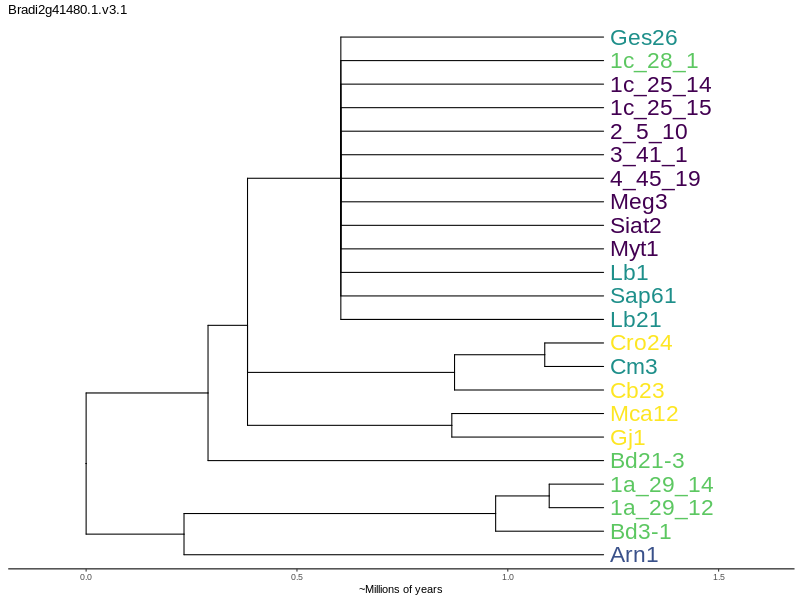 Bradi2g41480.1.v3.1
Ges26
1c_28_1
1c_25_14
1c_25_15
2_5_10
3_41_1
4_45_19
Meg3
Siat2
Myt1
Lb1
Sap61
Lb21
Cro24
Cm3
Cb23
Mca12
Gj1
Bd21-3
1a_29_14
1a_29_12
Bd3-1
Arn1
0.0 0.5 1.0 1.5
~Millions of years